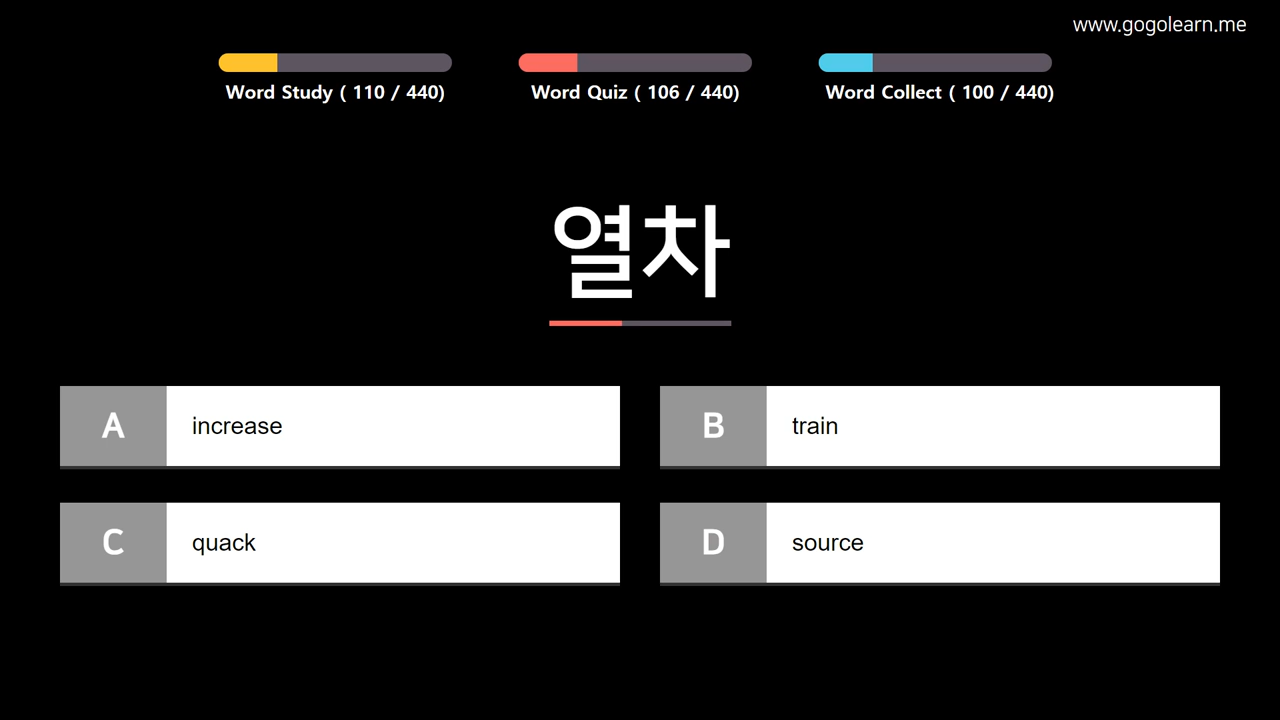 www.gogolearn.me
Word Study ( 110 / 440)
Word Quiz ( 106 / 440)
Word Collect ( 100 / 440)
열차
A increase
B train
C quack
D source